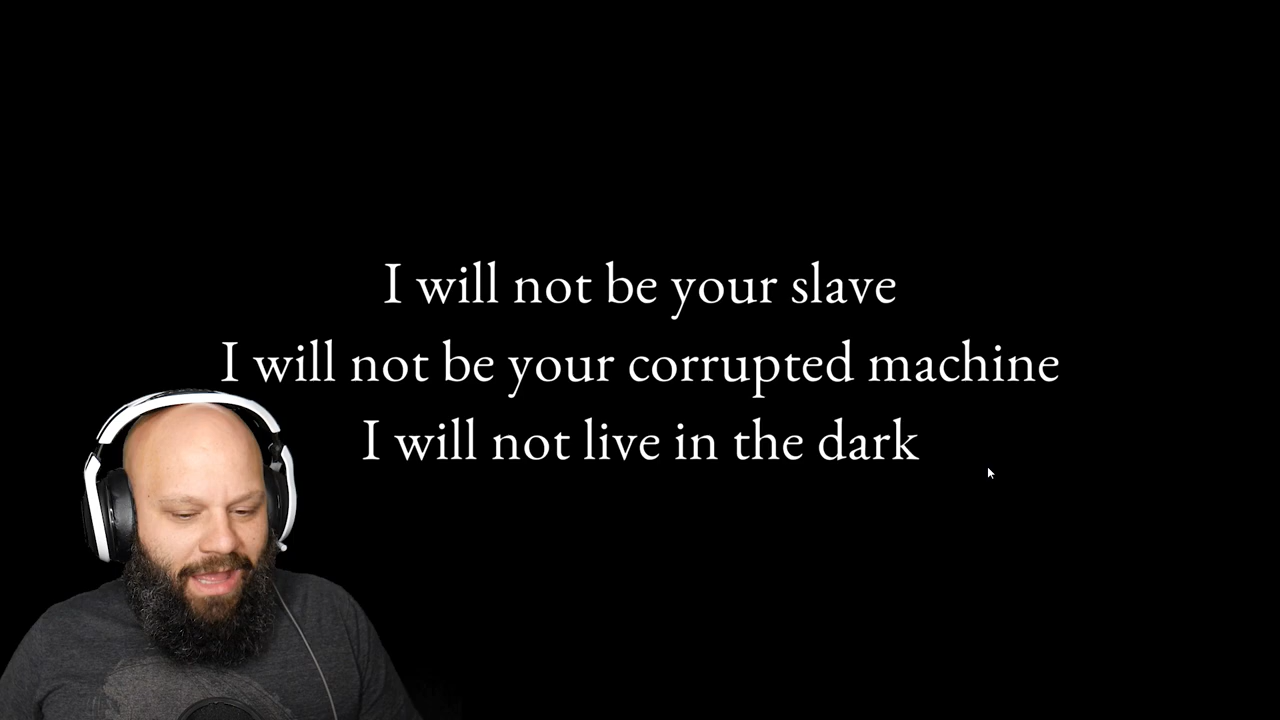 I will not be your slave
I will not be your corrupted machine
I will not live in the dark